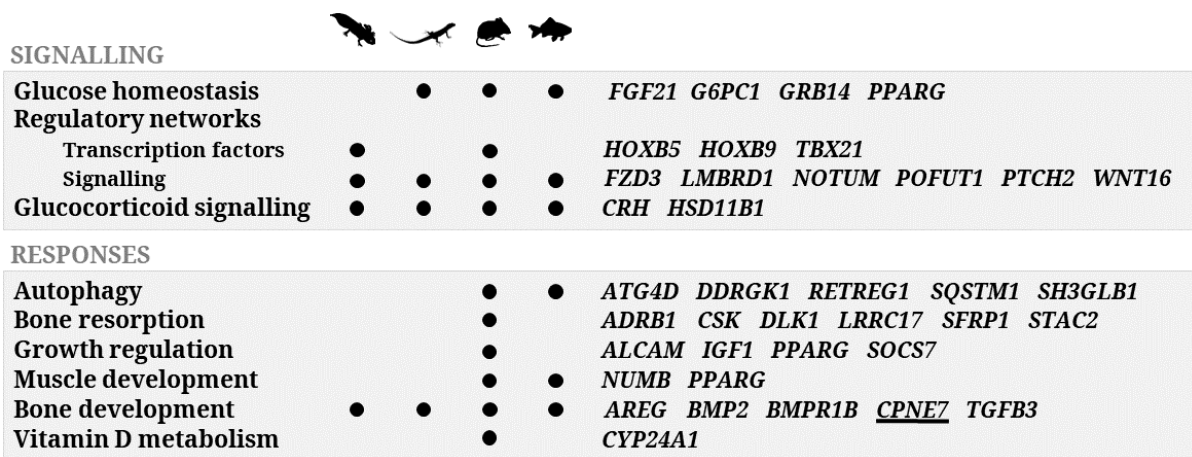 SIGNALLING
Glucose homeostasis FGF21 G6PC1 GRB14 PPARG
Regulatory networks
Transcription factors HOXB5 HOXB9 TBX21
Signalling FZD3 LMBRD1 NOTUM POFUT1 PTCH2 WNT16
Glucocorticoid signalling CRH HSD11B1
RESPONSES
Autophagy ATG4D DDRGK1 RETREG1 SQSTM1 SH3GLB1
Bone resorption ADRB1 CSK DLK1 LRRC17 SFRP1 STAC2
Growth regulation ALCAM IGF1 PPARG SOCS7
Muscle development NUMB PPARG
Bone development AREG BMP2 BMPR1B CPNE7 TGFB3
Vitamin D metabolism CYP24A1